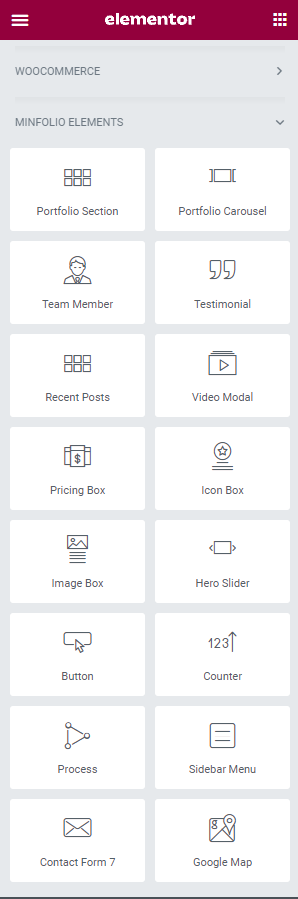 elementor
WOOCOMMERCE
MINFOLIO ELEMENTS
Portfolio Section
Portfolio Carousel
Team Member
Testimonial
Recent Posts
Video Modal
$
Pricing Box
Icon Box
Image Box
Hero Slider
123
Button
Counter
Process
Sidebar Menu
g
Contact Form 7
Google Map